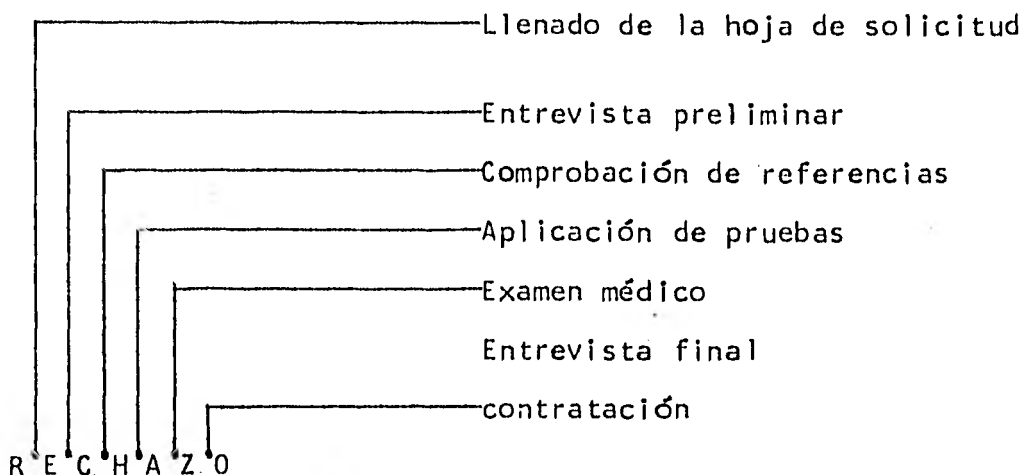 Llenado de la hoja de solicitud
Entrevista preliminar
Comprobación de referencias
Aplicación de pruebas
Examen médico
Entrevista final
contratación
R E C H A Z O